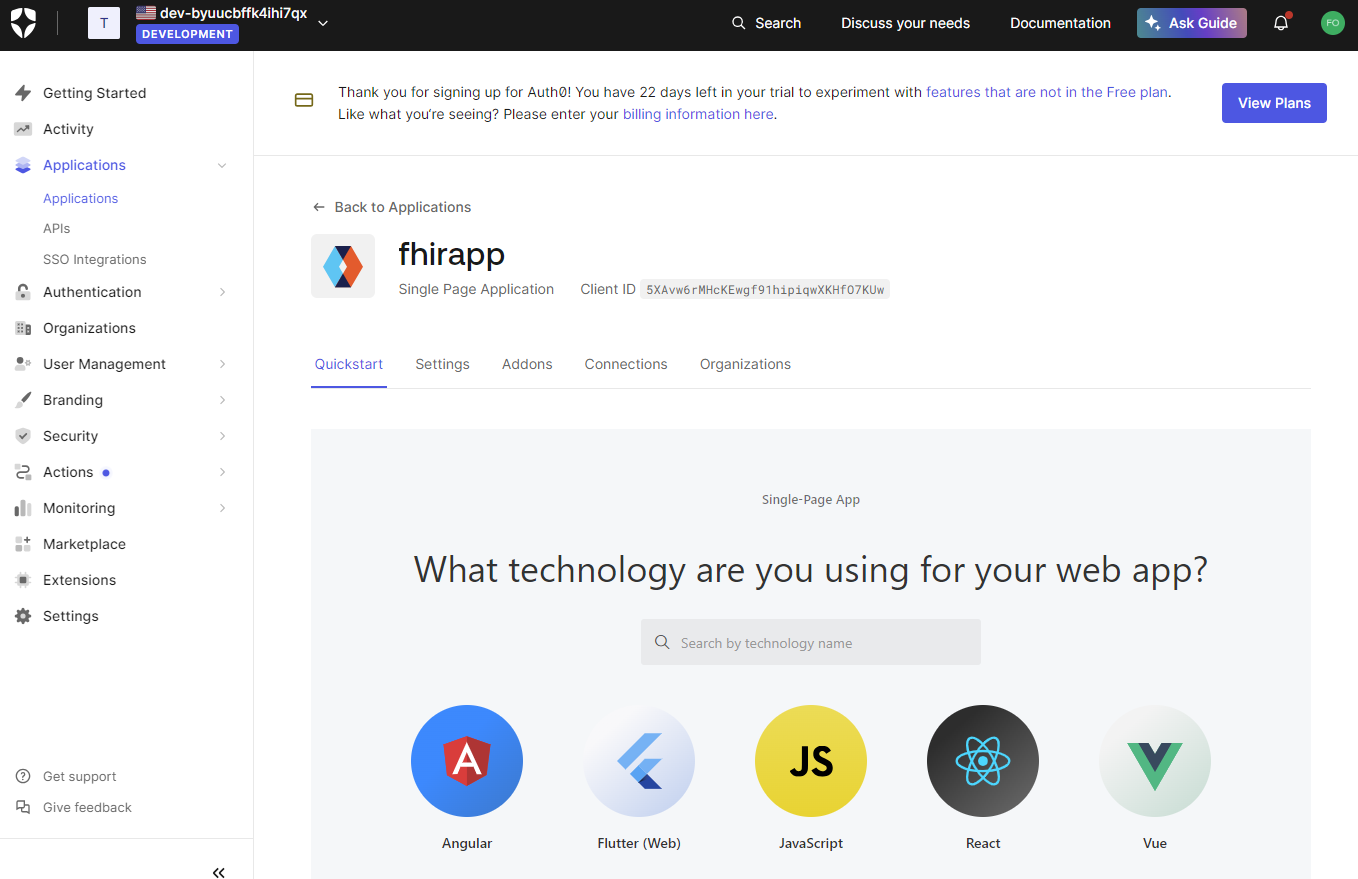 T
dev-byuucbffk4ihi7qx
DEVELOPMENT
Search
Discuss your needs
Documentation
Ask Guide
FO
Getting Started
Activity
Applications
Applications
APIs
SSO Integrations
Authentication
Organizations
User Management
Branding
Security
Actions
Monitoring
Marketplace
Extensions
Settings
Get support
Give feedback
Thank you for signing up for Auth0! You have 22 days left in your trial to experiment with features that are not in the Free plan.
Like what you're seeing? Please enter your billing information here.
View Plans
Back to Applications
fhirapp
Single Page Application
Client ID 5XAvw6rMHcKEwgf91hipiqwXKHfO7KUw
Quickstart
Settings
Addons
Connections
Organizations
Single-Page App
What technology are you using for your web app?
Search by technology name
JS
Angular
Flutter (Web)
JavaScript
React
Vue